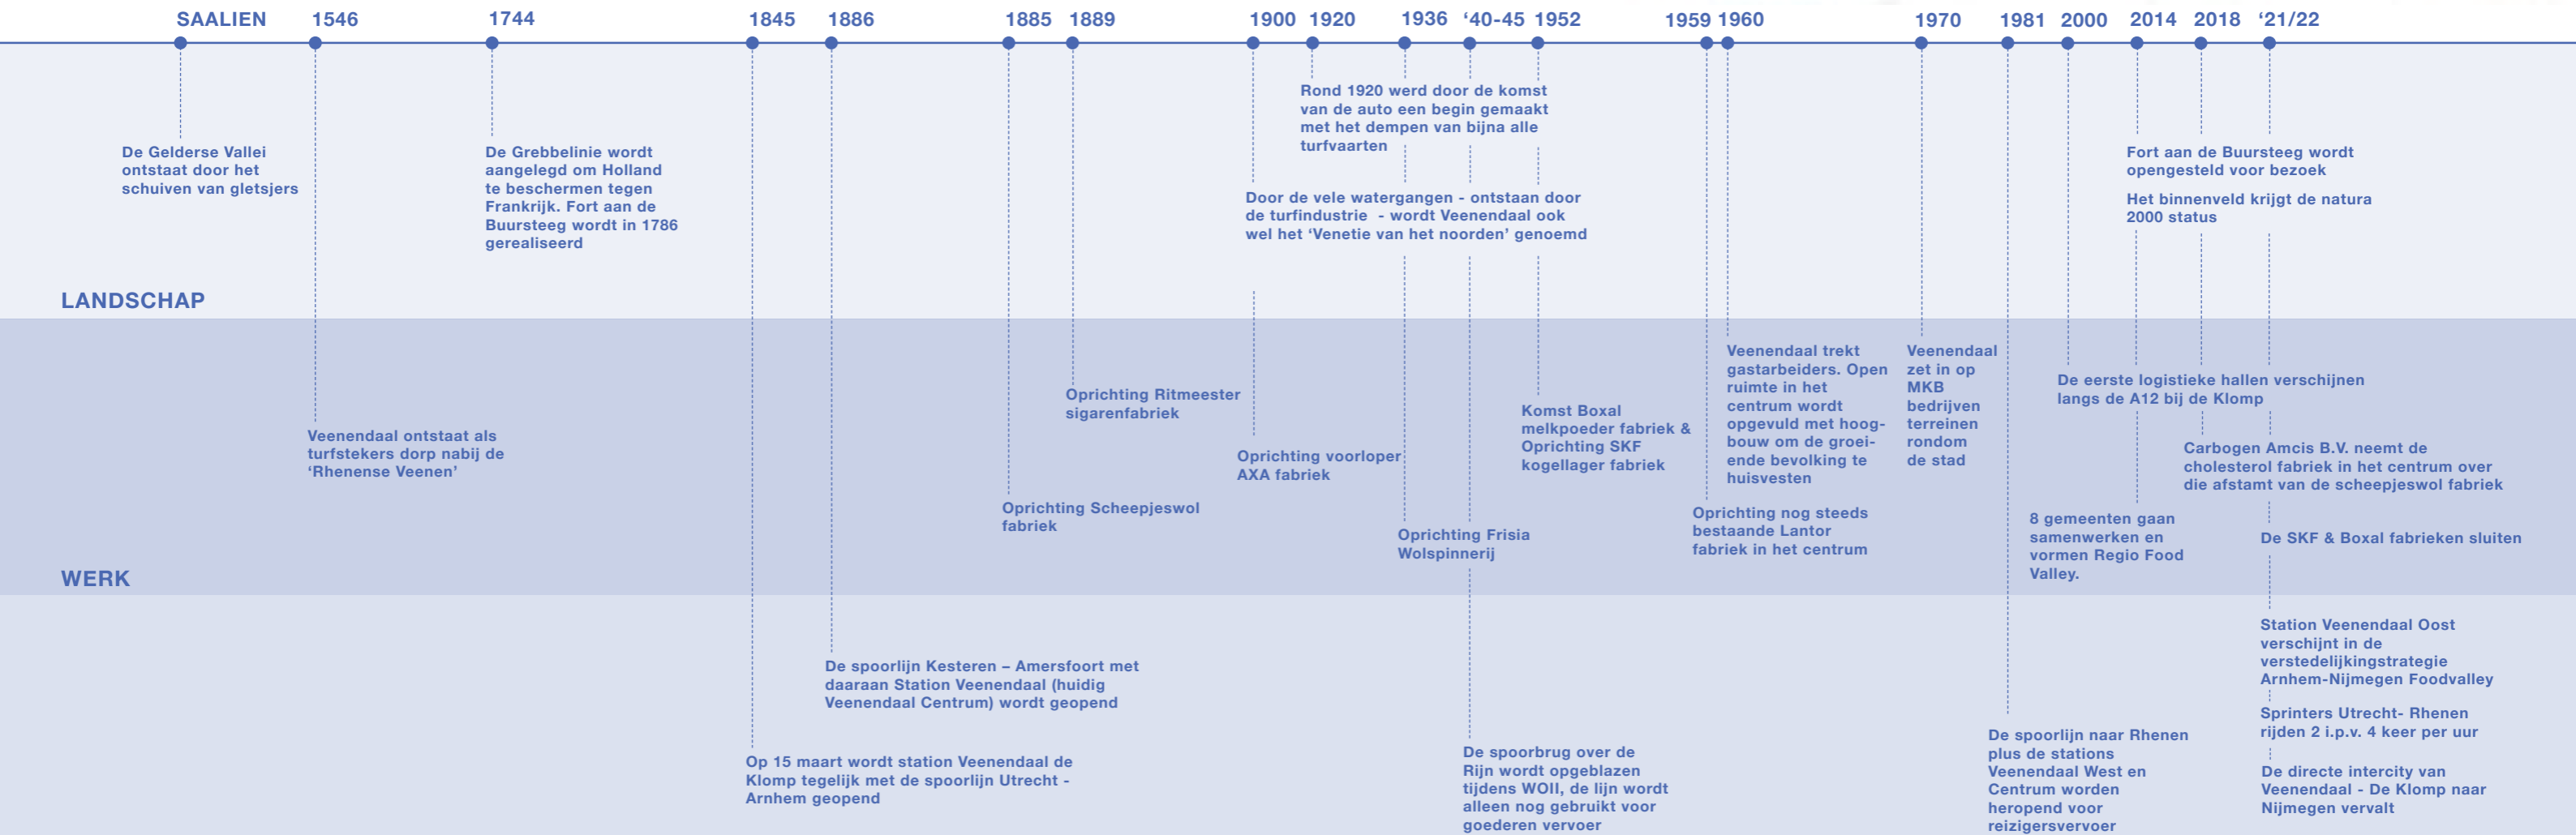 SAALIEN 1546 1744 1845 1886 1885 1889 1900 1920 1936 ‘40-45 1952 1959 1960 1970 1981 2000 2014 2018 ‘21/22
Rond 1920 werd door de komst
van de auto een begin gemaakt
met het dempen van bijna alle
turfvaarten
De Gelderse Vallei
ontstaat door het
schuiven van gletsjers
De Grebbelinie wordt
aangelegd om Holland
te beschermen tegen
Frankrijk. Fort aan de
Buursteeg wordt in 1786
gerealiseerd
Door de vele watergangen - ontstaan door
de turfindustrie - wordt Veenendaal ook
wel het ‘Venetie van het noorden’ genoemd
Fort aan de Buursteeg wordt
opengesteld voor bezoek
Het binnenveld krijgt de natura
2000 status
LANDSCHAP
Veenendaal ontstaat als
turfstekers dorp nabij de
‘Rhenense Veenen’
Oprichting Scheepjeswol
fabriek
Oprichting Ritmeester
sigarenfabriek
Oprichting voorloper
AXA fabriek
Oprichting Frisia
Wolspinnerij
Komst Boxal
melkpoeder fabriek &
Oprichting SKF
kogellager fabriek
Oprichting nog steeds
bestaande Lantor
fabriek in het centrum
Veenendaal trekt
gastarbeiders. Open
ruimte in het
centrum wordt
opgevuld met hoog-
bouw om de groei-
ende bevolking te
huisvesten
Veenendaal
zet in op
MKB
bedrijven
terreinen
rondom
de stad
De eerste logistieke hallen verschijnen
langs de A12 bij de Klomp
8 gemeenten gaan
samenwerken en
vormen Regio Food
Valley.
Carbogen Amcis B.V. neemt de
cholesterol fabriek in het centrum over
die afstamt van de scheepjeswol fabriek
De SKF & Boxal fabrieken sluiten
WERK
Op 15 maart wordt station Veenendaal de
Klomp tegelijk met de spoorlijn Utrecht -
Arnhem geopend
De spoorlijn Kesteren – Amersfoort met
daaraan Station Veenendaal (huidig
Veenendaal Centrum) wordt geopend
De spoorbrug over de
Rijn wordt opgeblazen
tijdens WOII, de lijn wordt
alleen nog gebruikt voor
goederen vervoer
De spoorlijn naar Rhenen
plus de stations
Veenendaal West en
Centrum worden
heropend voor
reizigersvervoer
Station Veenendaal Oost
verschijnt in de
verstedelijkingstrategie
Arnhem-Nijmegen Foodvalley
Sprinters Utrecht- Rhenen
rijden 2 i.p.v. 4 keer per uur
De directe intercity van
Veenendaal - De Klomp naar
Nijmegen vervalt